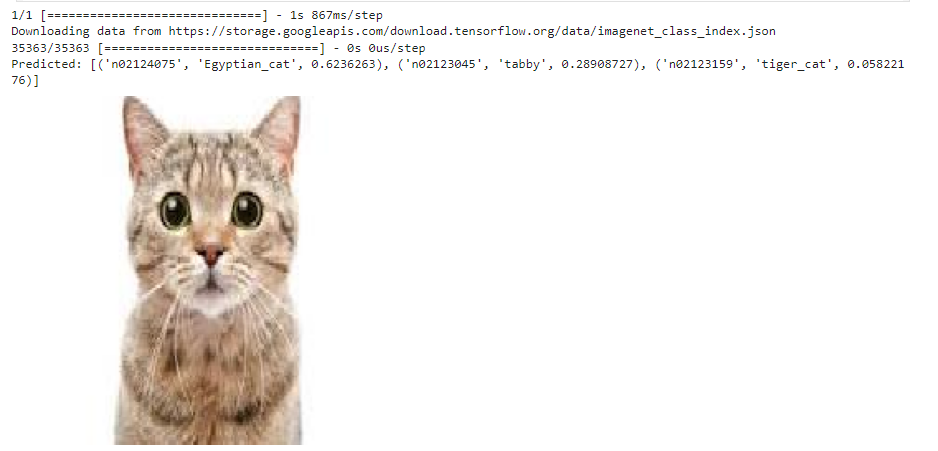 1/1 [==============================] - 1s 867ms/step
Downloading data from https://storage.googleapis.com/download.tensorflow.org/data/imagenet_class_index.json
35363/35363 [==============================] - 0s 0us/step
Predicted: [('n02124075', 'Egyptian_cat', 0.6236263), ('n02123045', 'tabby', 0.28908727), ('n02123159', 'tiger_cat', 0.058221
76)]